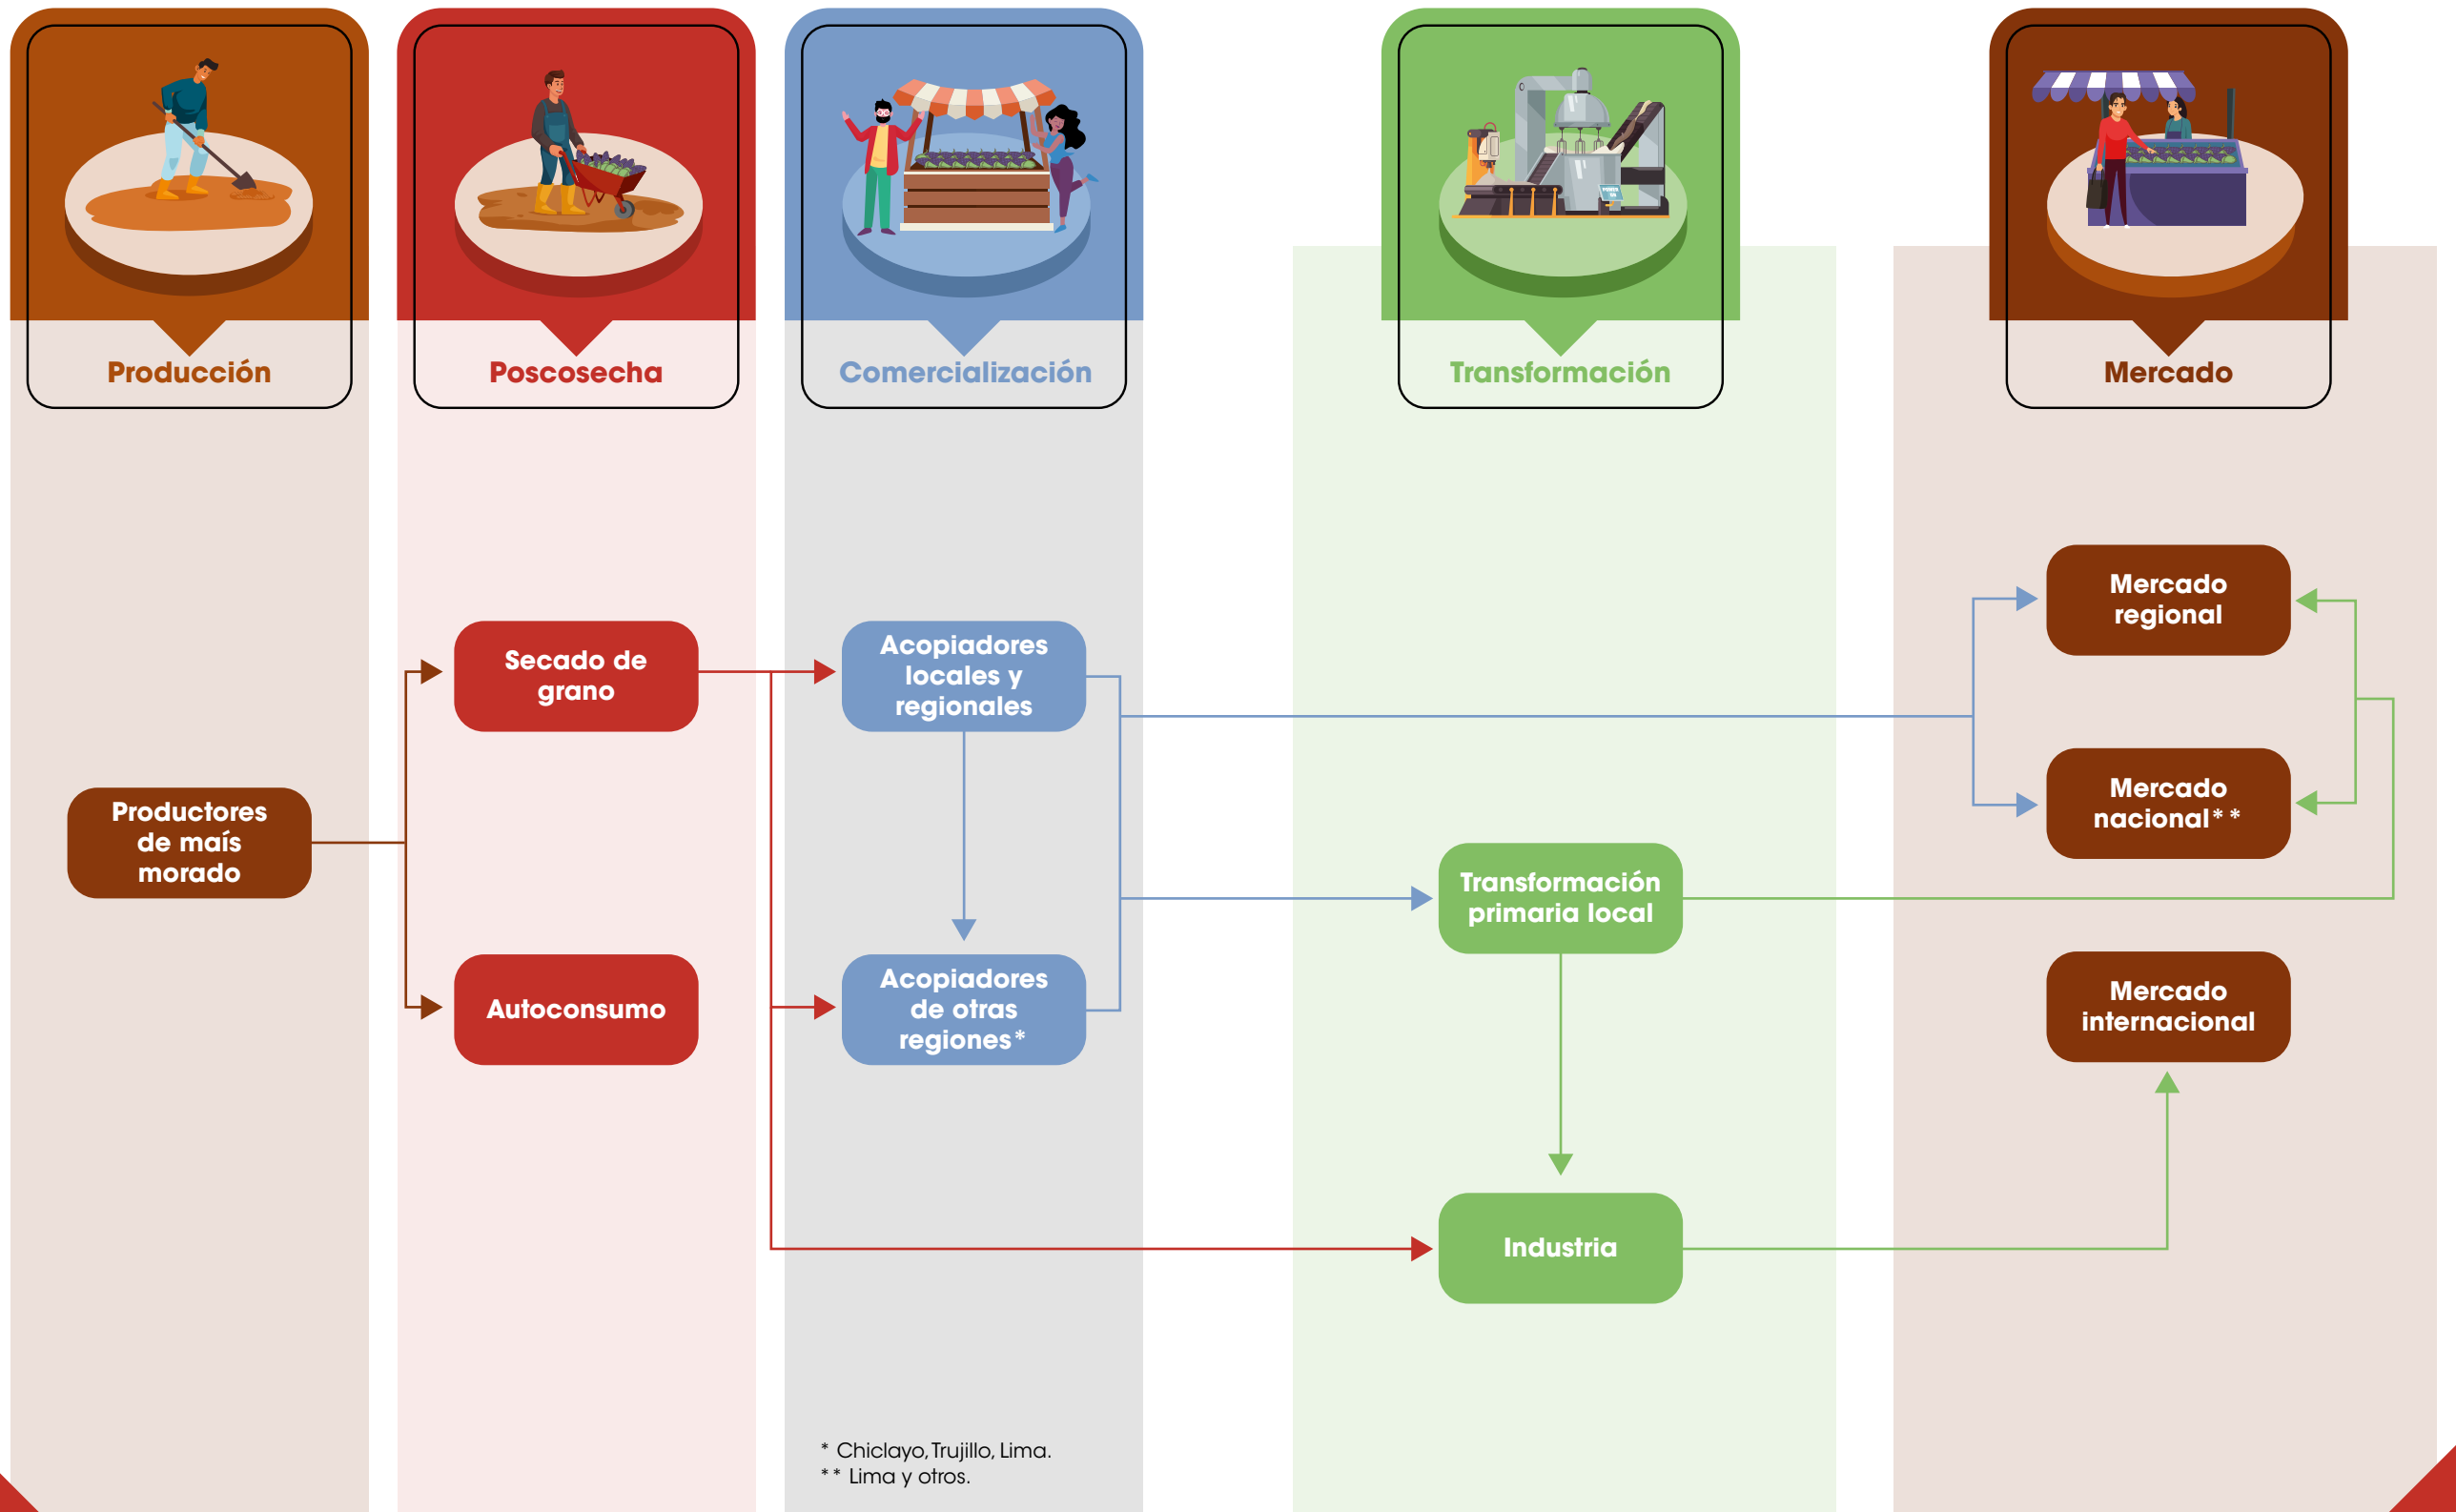 Producción
Poscosecha
Comercialización
Transformación
Mercado
Productores
de maís
morado
Secado de
grano
Autoconsumo
Acopiadores
locales y
regionales
Acopiadores
de otras
regiones*
Transformación
primaria local
Industria
Mercado
regional
Mercado
nacional**
Mercado
internacional
* Chiclayo, Trujillo, Lima.
** Lima y otros.